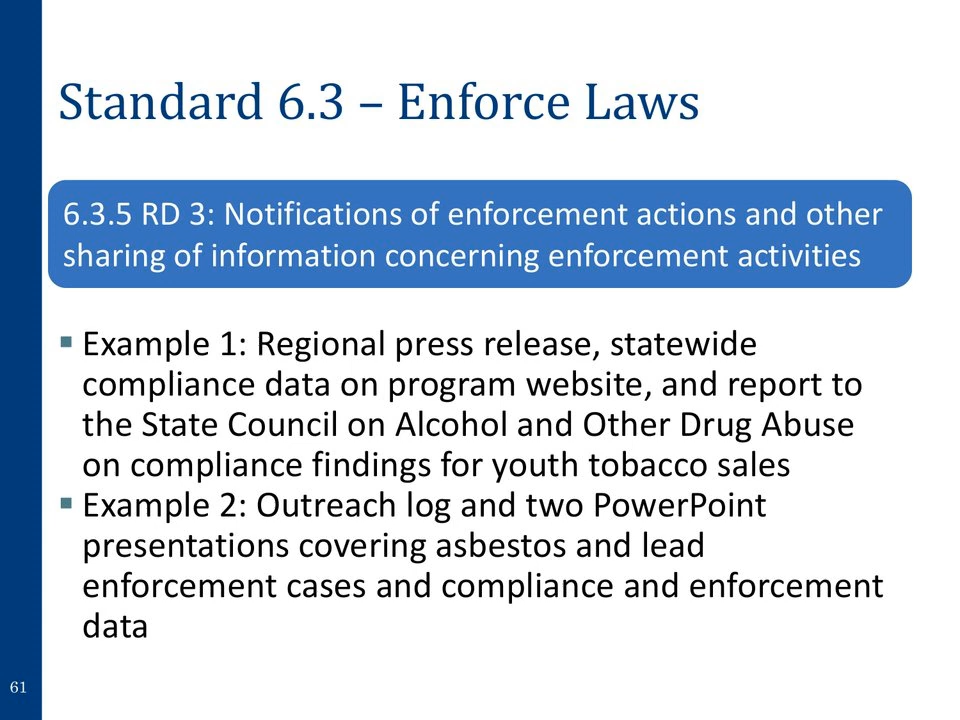 Standard 6.3 – Enforce Laws
6.3.5 RD 3: Notifications of enforcement actions and other
sharing of information concerning enforcement activities
▪ Example 1: Regional press release, statewide
compliance data on program website, and report to
the State Council on Alcohol and Other Drug Abuse
on compliance findings for youth tobacco sales
▪ Example 2: Outreach log and two PowerPoint
presentations covering asbestos and lead
enforcement cases and compliance and enforcement
data
61